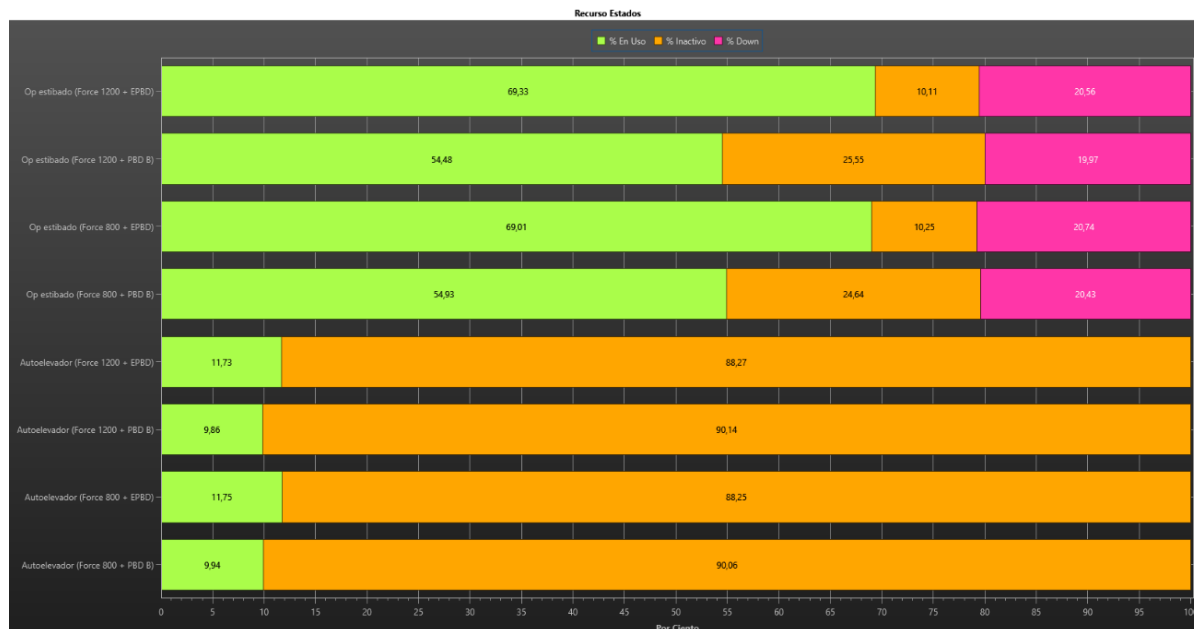 Recurso Estados
% En Uso % Inactivo % Down
Op estibado (Force 1200 + EPBD) 69,33 10,11 20,56
Op estibado (Force 1200 + PBD B) 54,48 25,55 19,97
Op estibado (Force 800 + EPBD) 69,01 10,25 20,74
Op estibado (Force 800 + PBD B) 54,93 24,64 20,43
Autoelevador (Force 1200 + EPBD) 11,73 88,27
Autoelevador (Force 1200 + PBD B) 9,86 90,14
Autoelevador (Force 800 + EPBD) 11,75 88,25
Autoelevador (Force 800 + PBD B) 9,94 90,06
0 5 10 15 20 25 30 35 40 45 50 55 60 65 70 75 80 85 90 95 10
Por Ciento